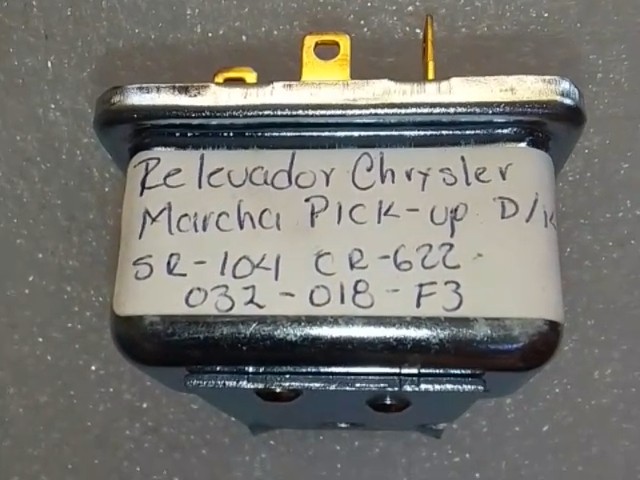 Relevador Chrysler
Marcha PICK-up D/K
SR-104 CR-622
032-018-F3